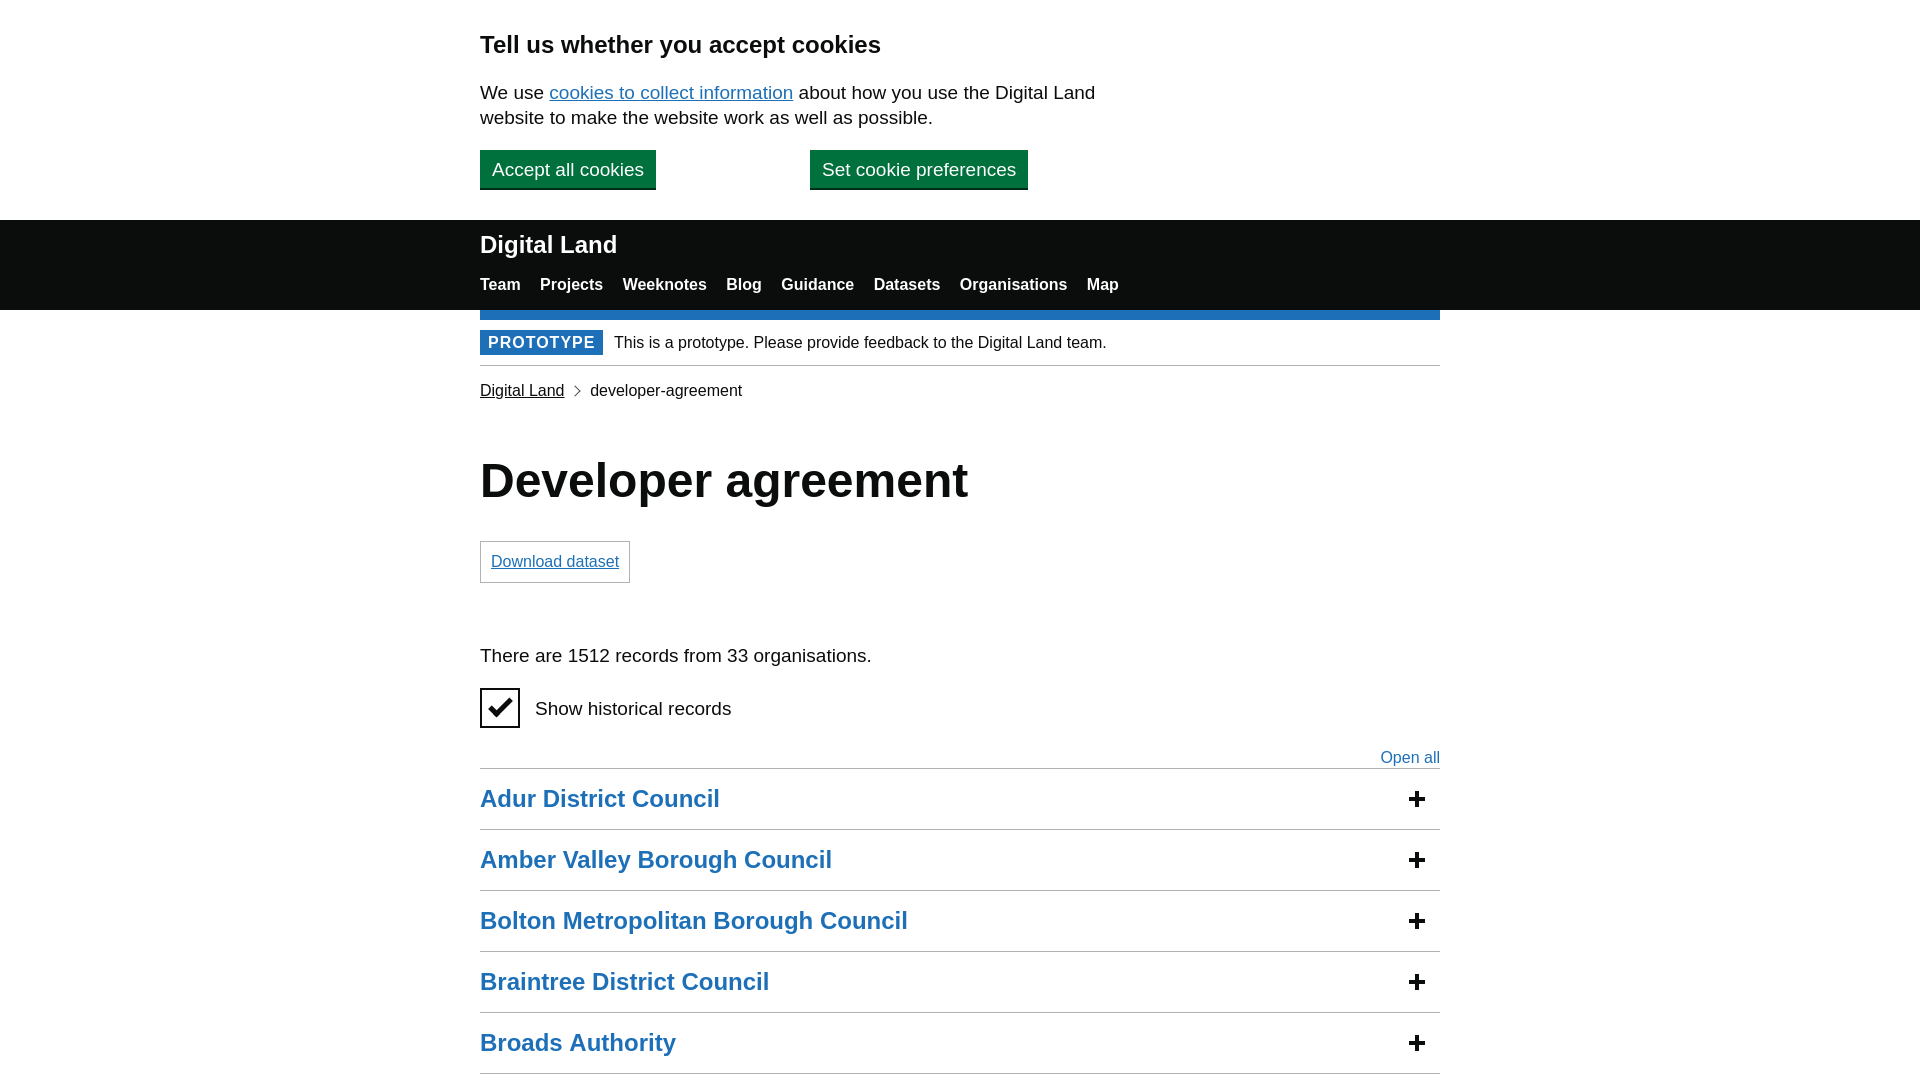 Tell us whether you accept cookies
We use cookies to collect information about how you use the Digital Land
website to make the website work as well as possible.
Accept all cookies
Set cookie preferences
Digital Land
Team Projects Weeknotes Blog Guidance Datasets Organisations Map
PROTOTYPE This is a prototype. Please provide feedback to the Digital Land team.
Digital Land developer-agreement
Developer agreement
Download dataset
There are 1512 records from 33 organisations.
Show historical records
Open all
Adur District Council
Amber Valley Borough Council
Bolton Metropolitan Borough Council
Braintree District Council
Broads Authority